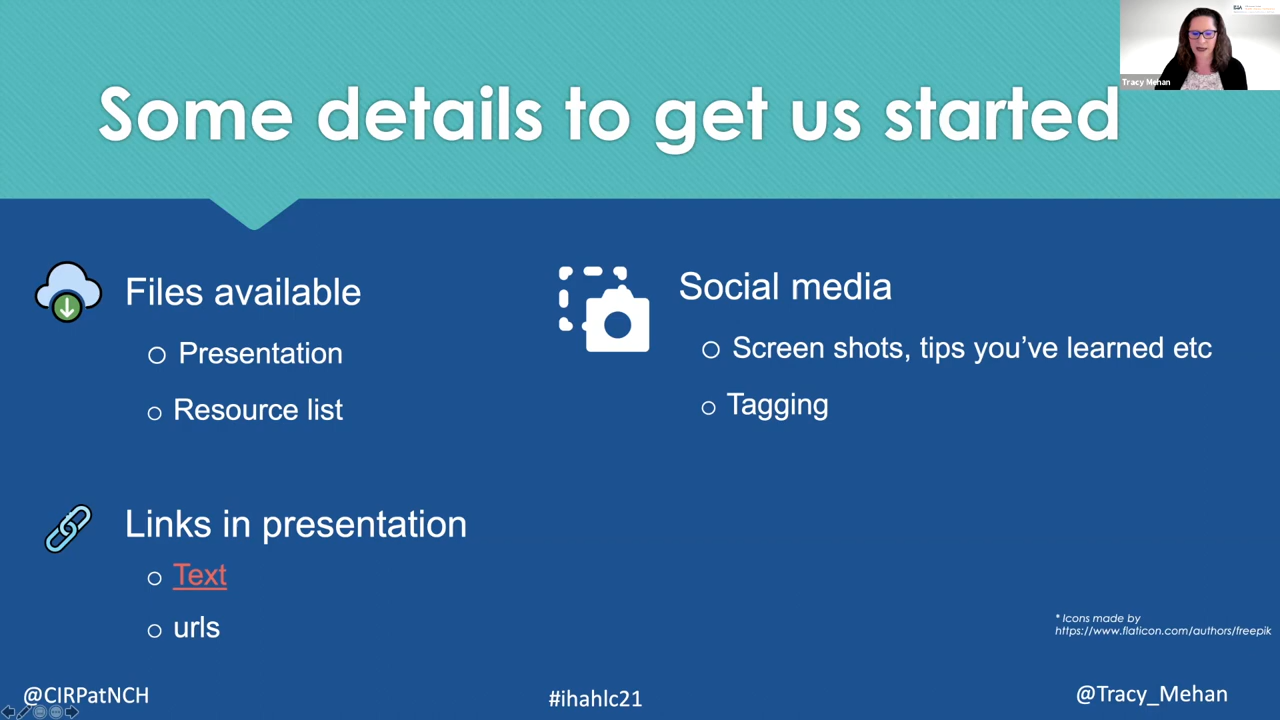 Some details to get us started
Tracy Mehan
Files available
Presentation
Resource list
Social media
Screen shots, tips you've learned etc
Tagging
Links in presentation
Text
urls
* Icons made by
https://www.flaticon.com/authors/freepik
@CIRPatNCH
#ihahlc21
@Tracy_Mehan